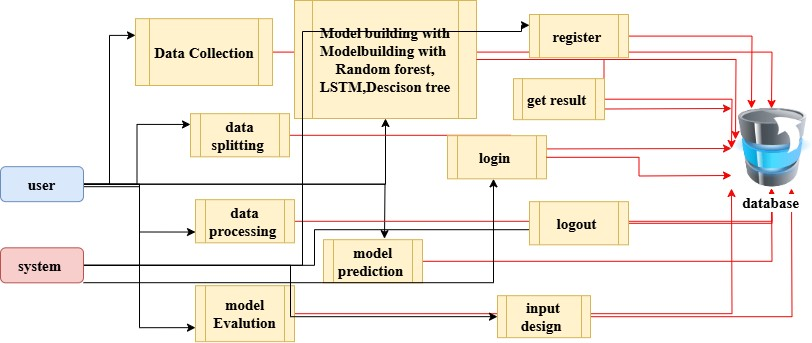 Data Collection
Model building with
Modelbuilding with
Random forest,
LSTM,Descison tree
register
get result
data
splitting
login
user
database
data
processing
logout
system
model
prediction
model
Evalution
input
design